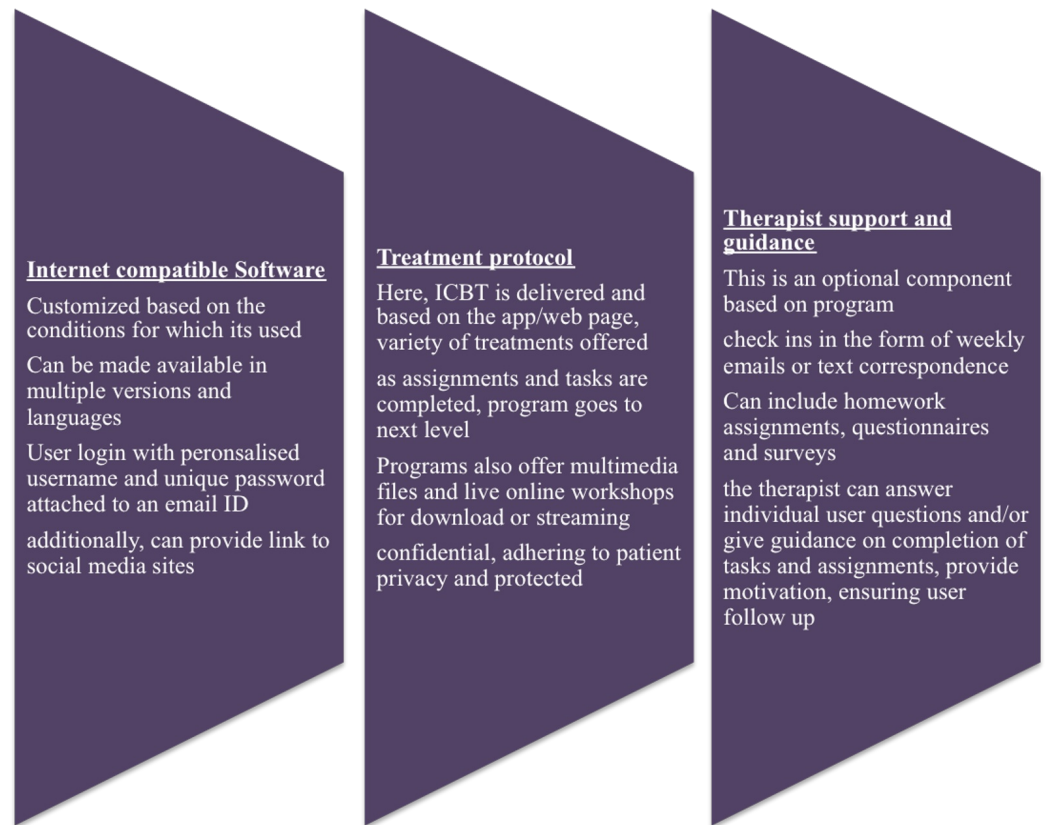 Internet compatible Software
Customized based on the
conditions for which its used
Can be made available in
multiple versions and
languages
User login with peronsalised
username and unique password
attached to an email ID
additionally, can provide link to
social media sites
Treatment protocol
Here, ICBT is delivered and
based on the app/web page,
variety of treatments offered
as assignments and tasks are
completed, program goes to
next level
Programs also offer multimedia
files and live online workshops
for download or streaming
confidential, adhering to patient
privacy and protected
Therapist support and
guidance
This is an optional component
based on program
check ins in the form of weekly
emails or text correspondence
Can include homework
assignments, questionnaires
and surveys
the therapist can answer
individual user questions and/or
give guidance on completion of
tasks and assignments, provide
motivation, ensuring user
follow up